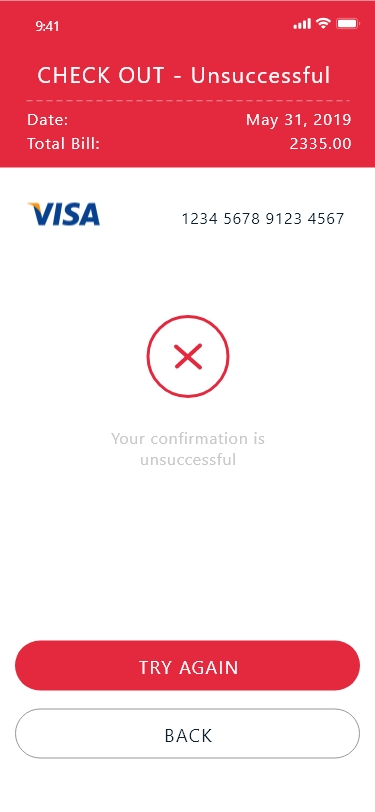 9:41
CHECK OUT - Unsuccessful
Date: May 31, 2019
Total Bill: 2335.00
VISA 1234 5678 9123 4567
Your confirmation is
unsuccessful
TRY AGAIN
BACK